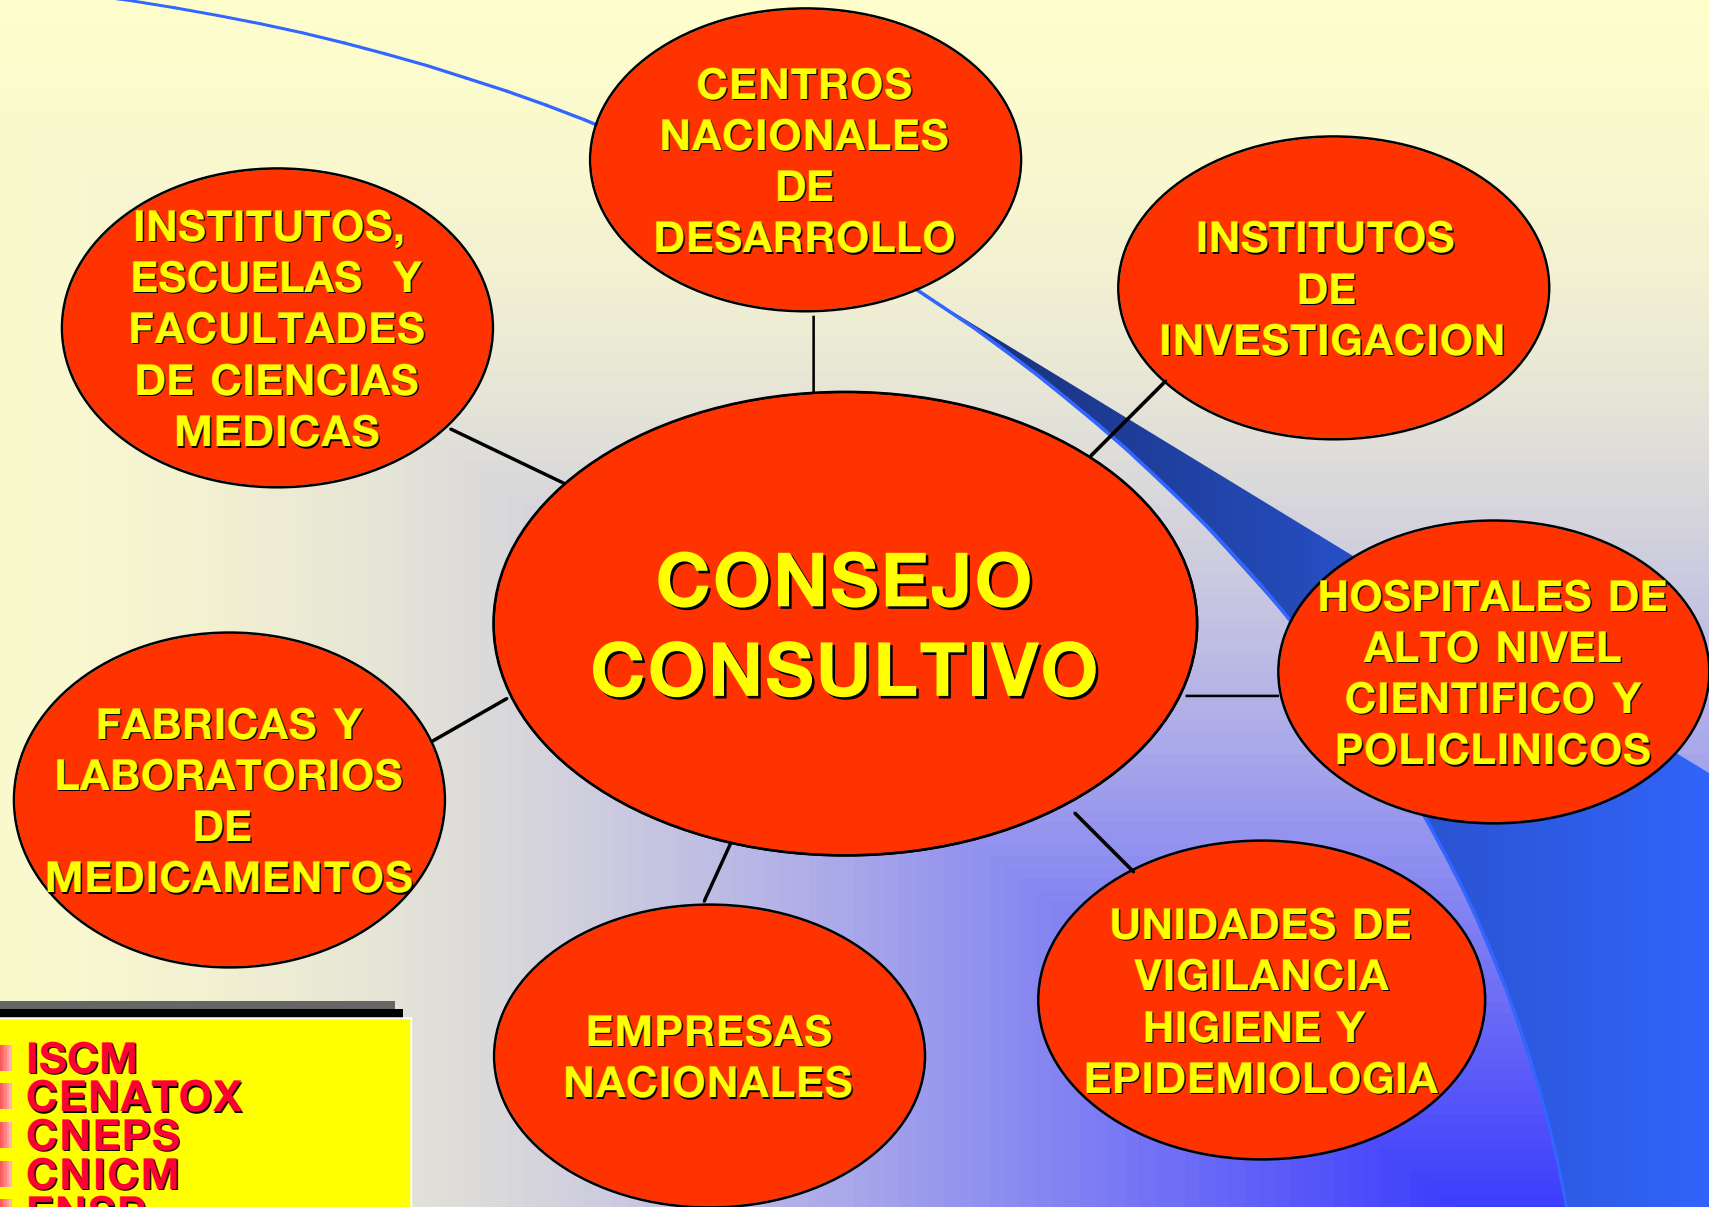 CENTROS
NACIONALES
DE
DESARROLLO
INSTITUTOS,
ESCUELAS Y
FACULTADES
DE CIENCIAS
MEDICAS
INSTITUTOS
DE
INVESTIGACION
CONSEJO
CONSULTIVO
HOSPITALES DE
ALTO NIVEL
CIENTIFICO Y
POLICLINICOS
FABRICAS Y
LABORATORIOS
DE
MEDICAMENTOS
UNIDADES DE
VIGILANCIA
HIGIENE Y
EPIDEMIOLOGIA
EMPRESAS
NACIONALES
ISCM
CENATOX
CNEPS
CNICM